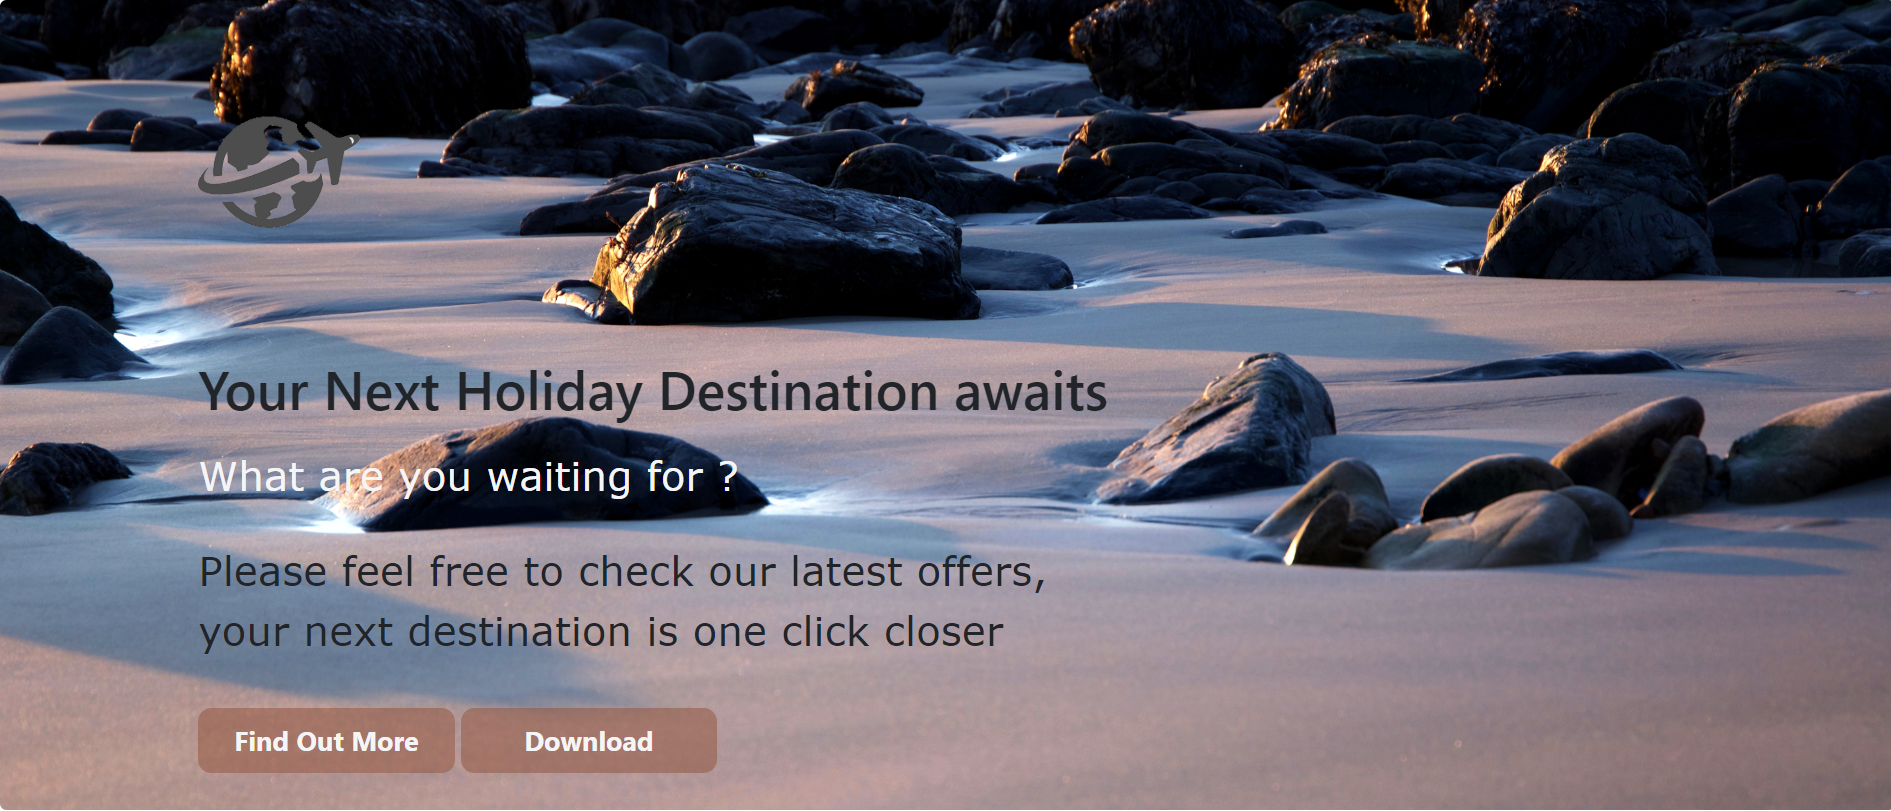 Your Next Holiday Destination awaits
What are you waiting for ?
Please feel free to check our latest offers,
your next destination is one click closer
Find Out More
Download